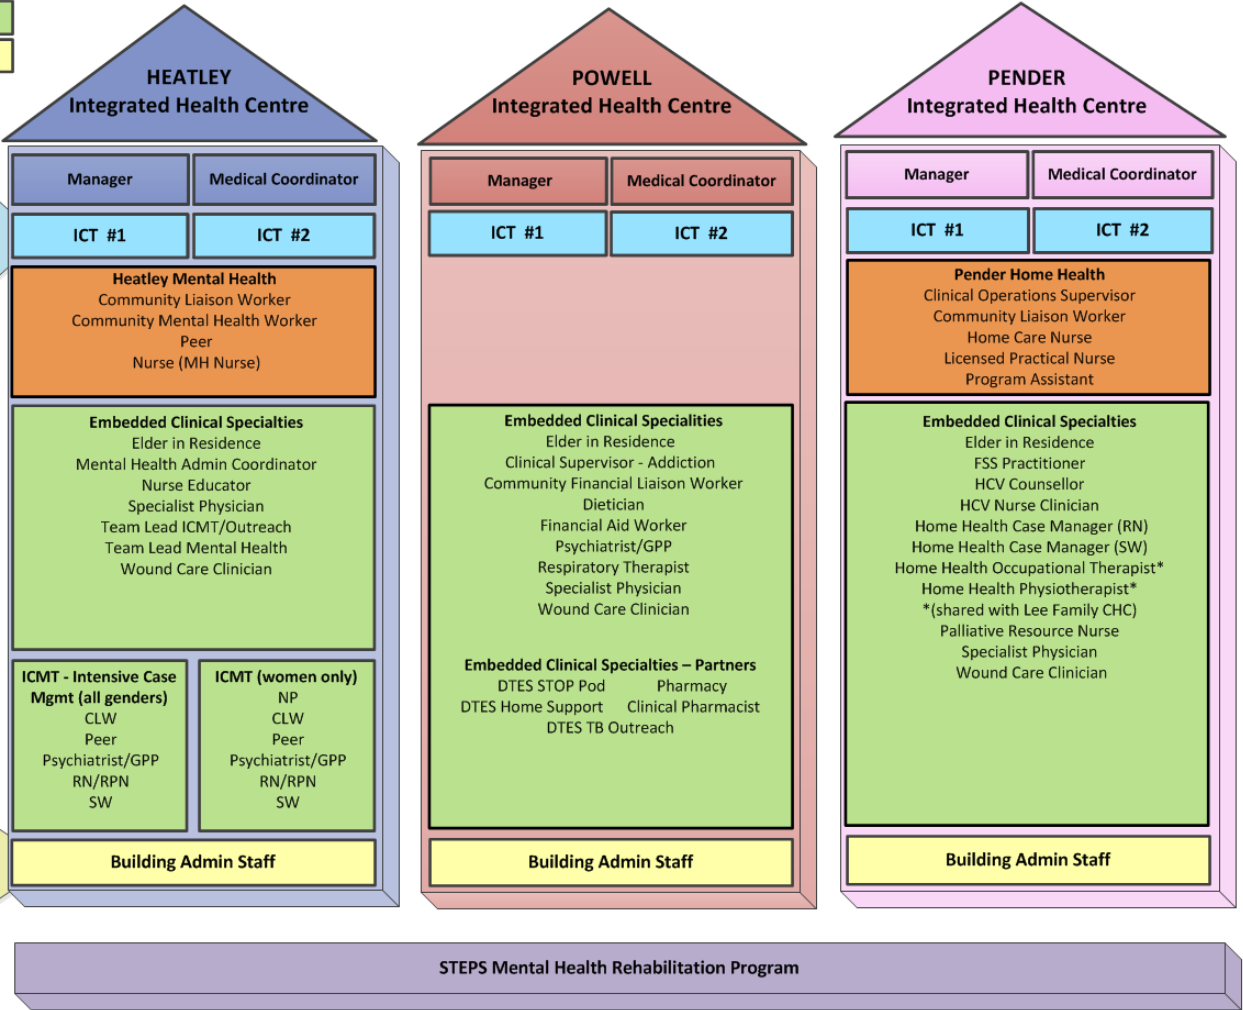 HEATLEY
Integrated Health Centre
Manager
Medical Coordinator
ICT #1
ICT #2
Heatley Mental Health
Community Liaison Worker
Community Mental Health Worker
Peer
Nurse (MH Nurse)
Embedded Clinical Specialties
Elder in Residence
Mental Health Admin Coordinator
Nurse Educator
Specialist Physician
Team Lead ICMT/Outreach
Team Lead Mental Health
Wound Care Clinician
ICMT - Intensive Case
Mgmt (all genders)
CLW
Peer
Psychiatrist/GPP
RN/RPN
SW
ICMT (women only)
NP
CLW
Peer
Psychiatrist/GPP
RN/RPN
SW
Building Admin Staff
POWELL
Integrated Health Centre
Manager
Medical Coordinator
ICT #1
ICT #2
Embedded Clinical Specialities
Elder in Residence
Clinical Supervisor - Addiction
Community Financial Liaison Worker
Dietician
Financial Aid Worker
Psychiatrist/GPP
Respiratory Therapist
Specialist Physician
Wound Care Clinician
Embedded Clinical Specialties – Partners
DTES STOP Pod Pharmacy
DTES Home Support Clinical Pharmacist
DTES TB Outreach
Building Admin Staff
PENDER
Integrated Health Centre
Manager
Medical Coordinator
ICT #1
ICT #2
Pender Home Health
Clinical Operations Supervisor
Community Liaison Worker
Home Care Nurse
Licensed Practical Nurse
Program Assistant
Embedded Clinical Specialties
Elder in Residence
FSS Practitioner
HCV Counsellor
HCV Nurse Clinician
Home Health Case Manager (RN)
Home Health Case Manager (SW)
Home Health Occupational Therapist*
Home Health Physiotherapist*
*(shared with Lee Family CHC)
Palliative Resource Nurse
Specialist Physician
Wound Care Clinician
Building Admin Staff
STEPS Mental Health Rehabilitation Program